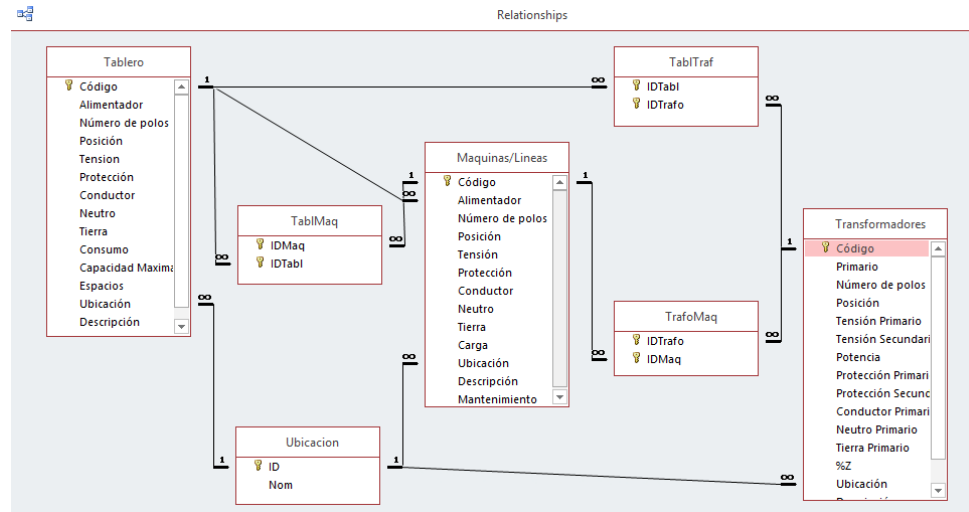 Relationships
Tablero
Código
Alimentador
Número de polos
Posición
Tension
Protección
Conductor
Neutro
Tierra
Consumo
Capacidad Maxima
Espacios
Ubicación
Descripción
1
∞
∞
TablTraf
IDTabl
IDTrafo
∞
∞
TablMaq
IDMaq
IDTabl
∞
∞
Maquinas/Lineas
Código
Alimentador
Número de polos
Posición
Tensión
Protección
Conductor
Neutro
Tierra
Carga
Ubicación
Descripción
Mantenimiento
1
∞
1
∞
TrafoMaq
IDTrafo
IDMaq
∞
∞
Transformadores
Código
Primario
Número de polos
Posición
Tensión Primario
Tensión Secundari
Potencia
Protección Primari
Protección Secunc
Conductor Primari
Neutro Primario
Tierra Primario
%Z
Ubicación
1
∞
Ubicacion
ID
Nom
1
1